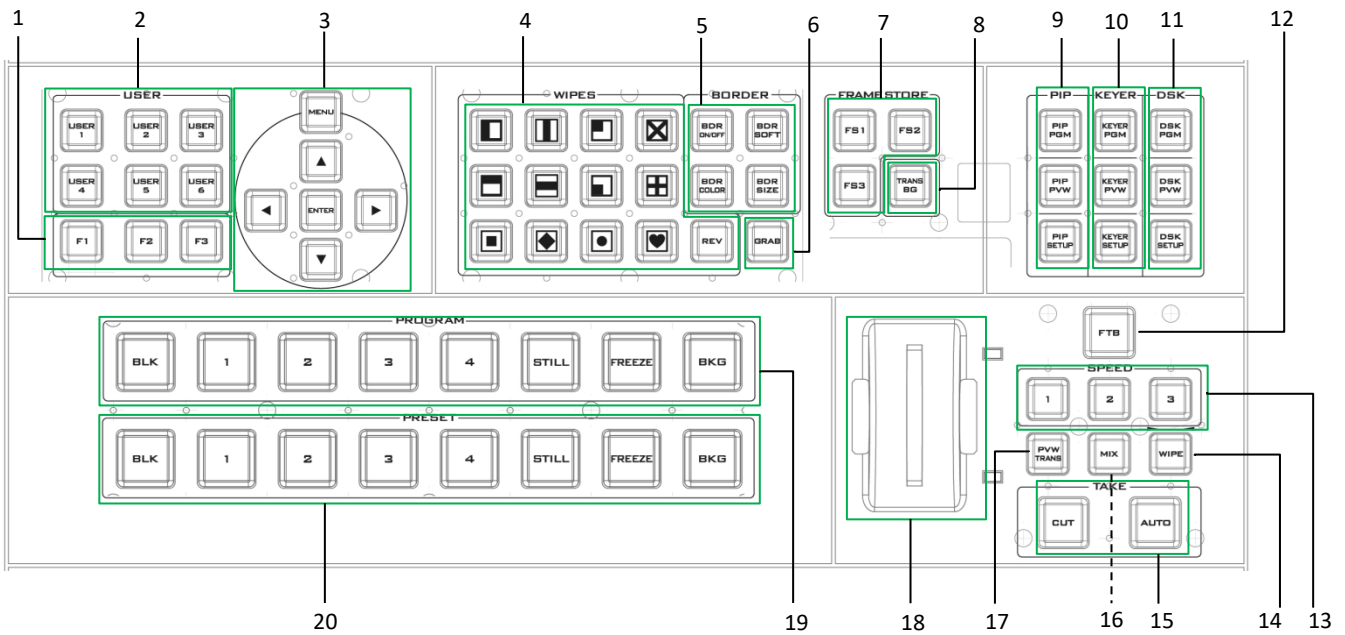 1 2 3 4 5 6 7 8 9 10 11 12
USER WIPES BORDER FRAME STORE PIP KEYER DSK
MENU
USER 1
USER 2
USER 3
BDR ON/OFF
BDR SOFT
FS1
FS2
PIP PGM
KEYER PGM
DSK PGM
USER 4
USER 5
USER 6
ENTER
BDR COLOR
BDR SIZE
FS3
TRANS BG
PIP PVW
KEYER PVW
DSK PVW
F1
F2
F3
REV
GRAB
PIP SETUP
KEYER SETUP
DSK SETUP
PROGRAM
BLK 1 2 3 4 STILL FREEZE BKG
FTB
SPEED
1 2 3
PRESET
BLK 1 2 3 4 STILL FREEZE BKG
PVW TRANS
MIX
WIPE
TAKE
CUT
AUTO
20 19 18 17 16 15 14 13